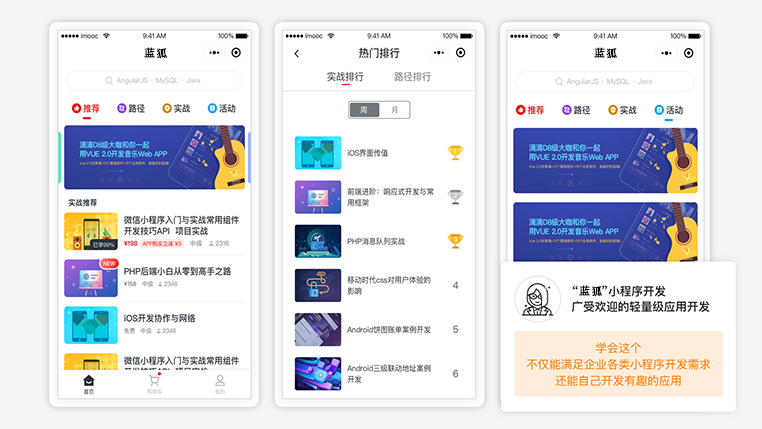 imooc 9:41 AM 100%
蓝狐
AngularJS · MySQL · Java
推荐 路径 实战 活动
滴滴D8级大咖和你一起
用VUE 2.0开发音乐Web APP
实战推荐
微信小程序入门与实战常用组件
开发技巧API 项目实战
已学99%
¥198 APP购买立减 ¥3 中级 2316
NEW
PHP后端小白从零到高手之路
¥158 中级 2346
iOS开发协作与网络
免费 中级 2346
微信小程序入门与实战常用组件
开发技巧API 项目实战
首页 购物车 我的
imooc 9:41 AM 100%
热门排行
实战排行 路径排行
周 月
iOS界面传值 1
前端进阶：响应式开发与常
用框架 2
PHP消息队列实战 3
移动时代css对用户体验的
影响 4
Android饼图账单案例开发 5
Android三级联动地址案例
开发 6
imooc 9:41 AM 100%
蓝狐
AngularJS · MySQL · Java
推荐 路径 实战 活动
滴滴D8级大咖和你一起
用VUE 2.0开发音乐Web APP
滴滴D8级大咖和你一起
用VUE 2.0开发音乐Web APP
“蓝狐”小程序开发
广受欢迎的轻量级应用开发
学会这个
不仅能满足企业各类小程序开发需求
还能自己开发有趣的应用